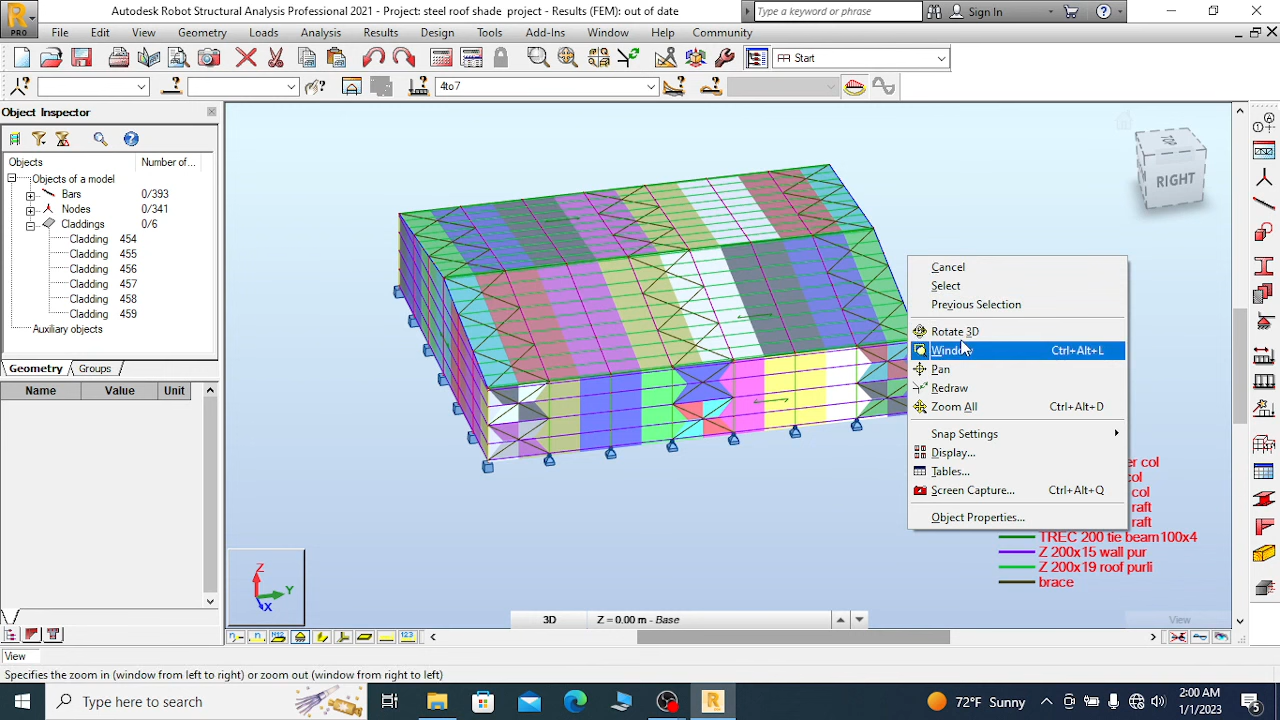 Autodesk Robot Structural Analysis Professional 2021 - Project: steel roof shade project - Results (FEM): out of date
Type a keyword or phrase
Sign In
PRO
File Edit View Geometry Loads Analysis Results Design Tools Add-Ins Window Help Community
Start
4to7
Object Inspector
Objects Number of...
Objects of a model
Bars 0/393
Nodes 0/341
Claddings 0/6
Cladding 454
Cladding 455
Cladding 456
Cladding 457
Cladding 458
Cladding 459
Auxiliary objects
Geometry Groups
Name Value Unit
TOP
RIGHT
Cancel
Select
Previous Selection
Rotate 3D
Window Ctrl+Alt+L
Pan
Redraw
Zoom All Ctrl+Alt+D
Snap Settings
Display...
Tables...
Screen Capture... Ctrl+Alt+Q
Object Properties...
er col
col
col
raft
raft
TREC 200 tie beam100x4
Z 200x15 wall pur
Z 200x19 roof purli
brace
Z
Y
X
3D Z = 0.00 m - Base
View
View
Specifies the zoom in (window from left to right) or zoom out (window from right to left)
Type here to search
72°F Sunny
2:00 AM
1/1/2023
5